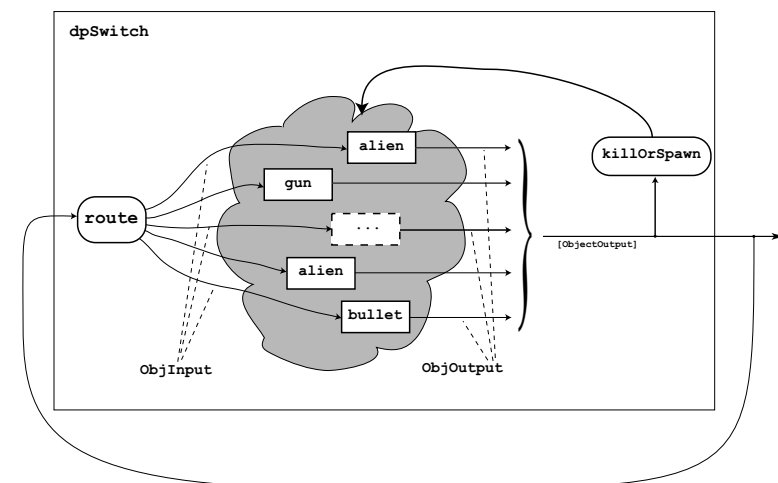 dpSwitch
alien
killOrSpawn
gun
route
...
[ObjectOutput]
alien
bullet
ObjInput
ObjOutput